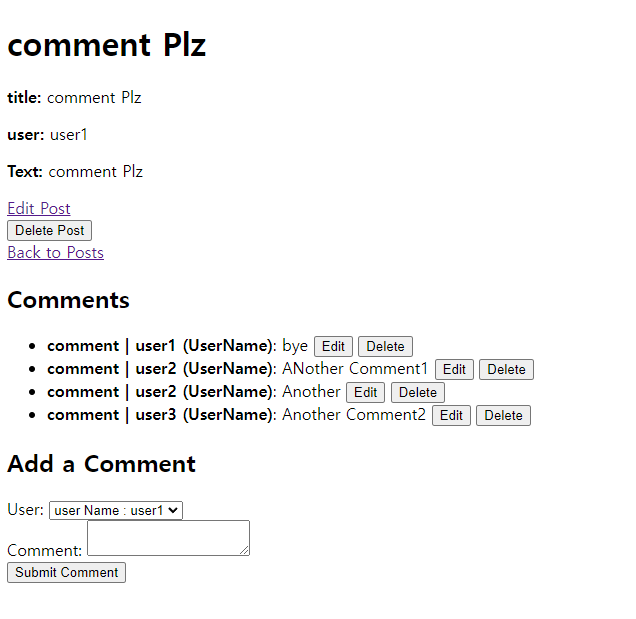 comment Plz
title: comment Plz
user: user1
Text: comment Plz
Edit Post
Delete Post
Back to Posts
Comments
comment | user1 (UserName): bye Edit Delete
comment | user2 (UserName): ANother Comment1 Edit Delete
comment | user2 (UserName): Another Edit Delete
comment | user3 (UserName): Another Comment2 Edit Delete
Add a Comment
User: user Name : user1
Comment:
Submit Comment